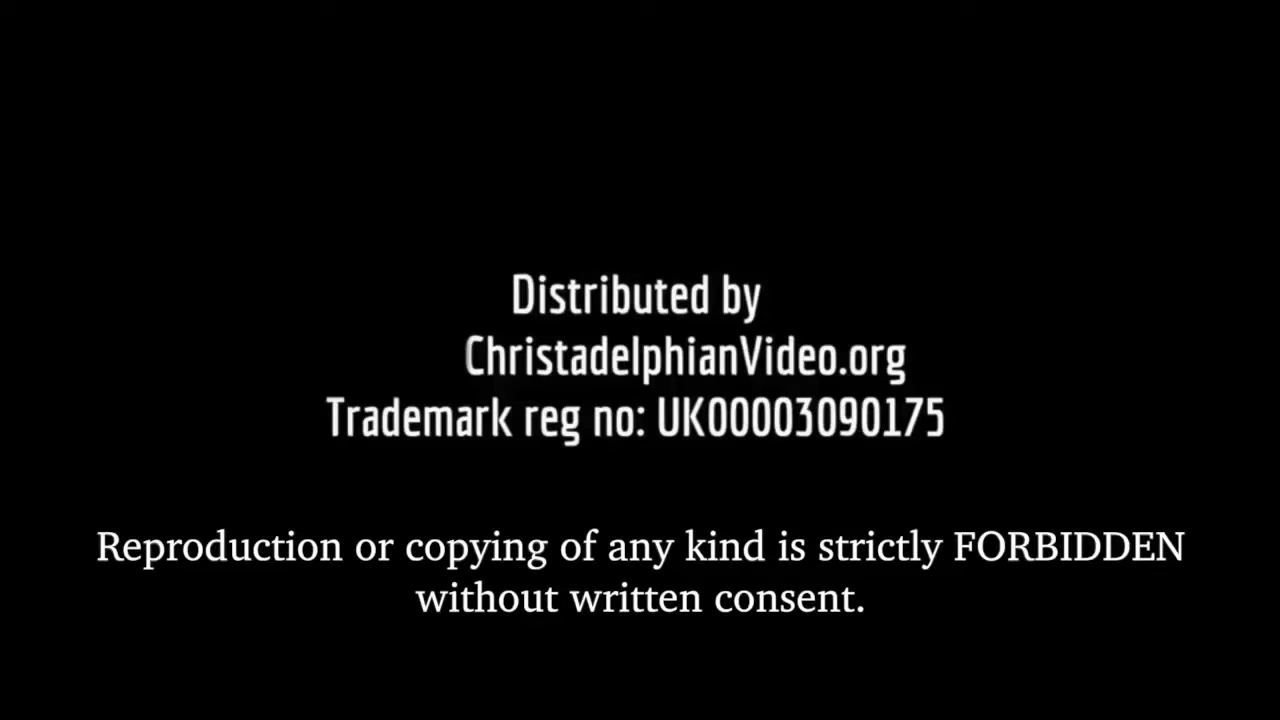 Distributed by
ChristadelphianVideo.org
Trademark reg no: UK00003090175
Reproduction or copying of any kind is strictly FORBIDDEN
without written consent.